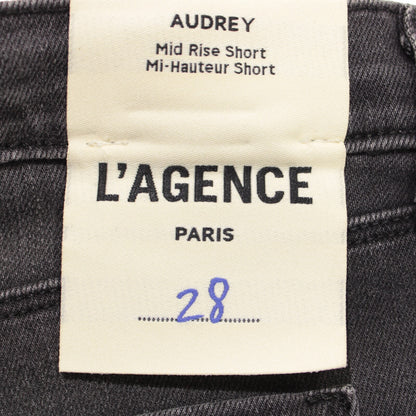 AUDREY
Mid Rise Short
Mi-Hauteur Short
L'AGENCE
PARIS
28